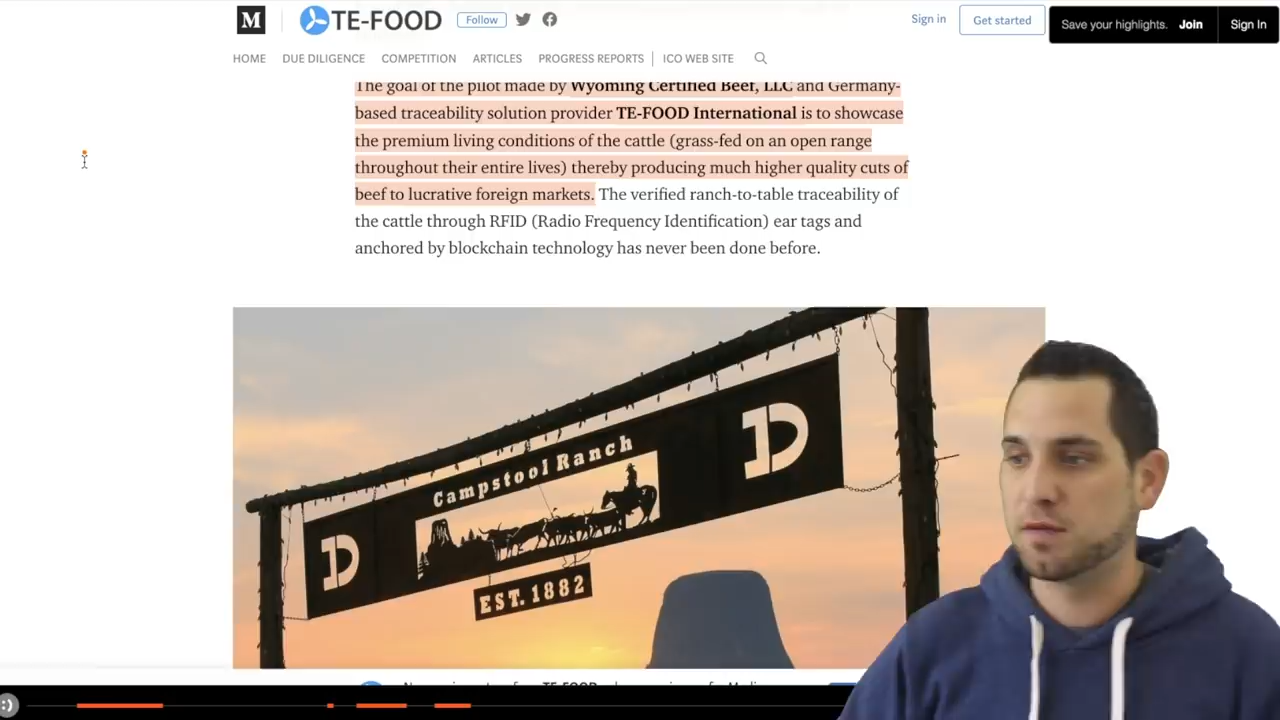 M TE-FOOD Follow Sign in Get started Save your highlights. Join Sign In
HOME DUE DILIGENCE COMPETITION ARTICLES PROGRESS REPORTS ICO WEB SITE
The goal of the pilot made by Wyoming Certified Beef, LLC and Germany-
based traceability solution provider TE-FOOD International is to showcase
the premium living conditions of the cattle (grass-fed on an open range
throughout their entire lives) thereby producing much higher quality cuts of
beef to lucrative foreign markets. The verified ranch-to-table traceability of
the cattle through RFID (Radio Frequency Identification) ear tags and
anchored by blockchain technology has never been done before.
Campstool Ranch
EST. 1882